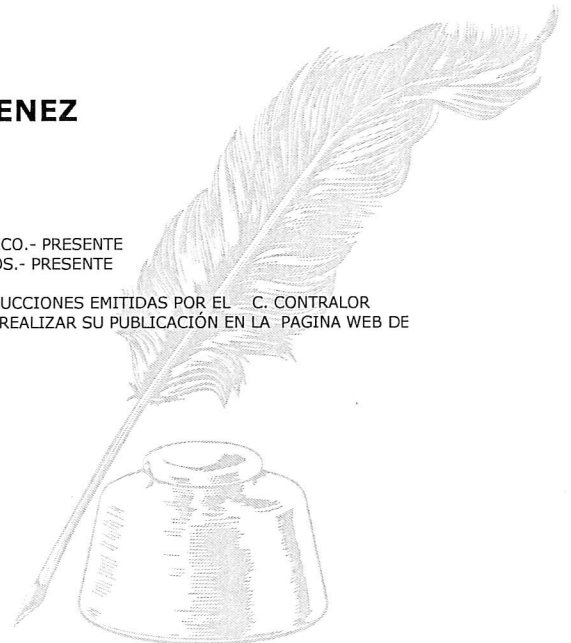 ENEZ
CO.- PRESENTE
OS.- PRESENTE
UCCIONES EMITIDAS POR EL C. CONTRALOR
REALIZAR SU PUBLICACIÓN EN LA PAGINA WEB DE